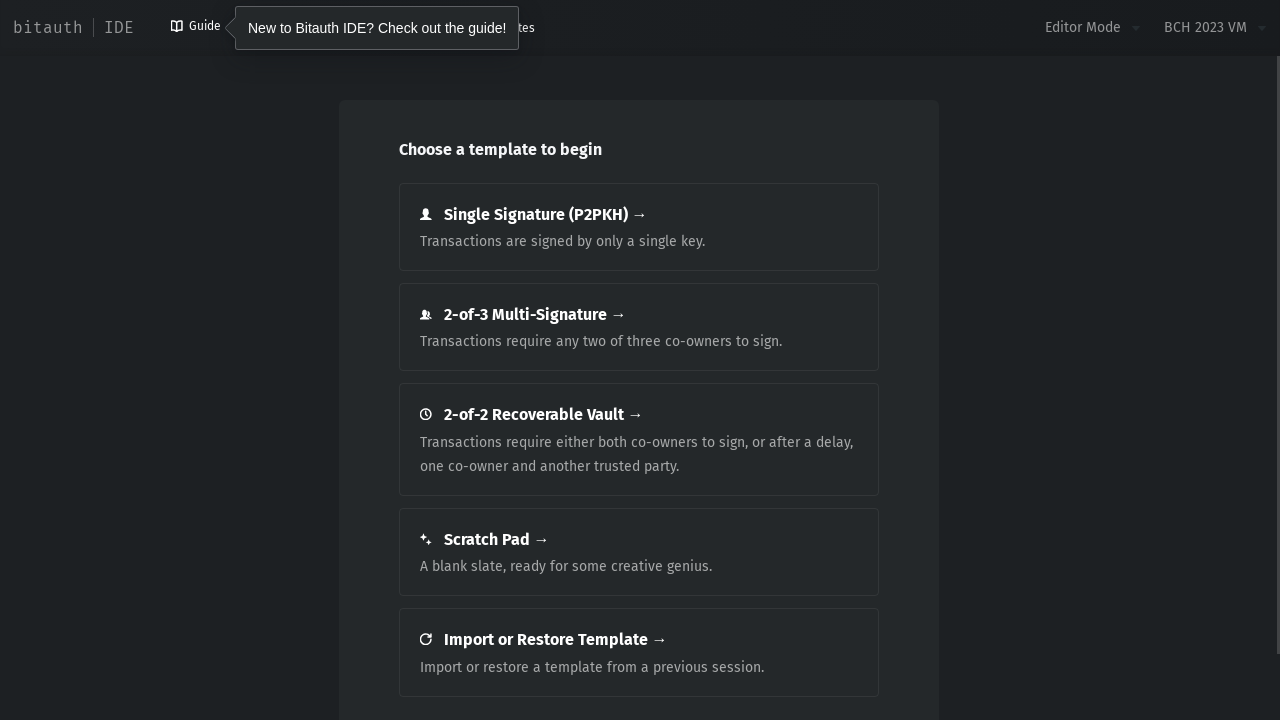 bitauth | IDE
Guide
New to Bitauth IDE? Check out the guide!
tes
Editor Mode
BCH 2023 VM
Choose a template to begin
Single Signature (P2PKH) →
Transactions are signed by only a single key.
2-of-3 Multi-Signature →
Transactions require any two of three co-owners to sign.
2-of-2 Recoverable Vault →
Transactions require either both co-owners to sign, or after a delay,
one co-owner and another trusted party.
Scratch Pad →
A blank slate, ready for some creative genius.
Import or Restore Template →
Import or restore a template from a previous session.